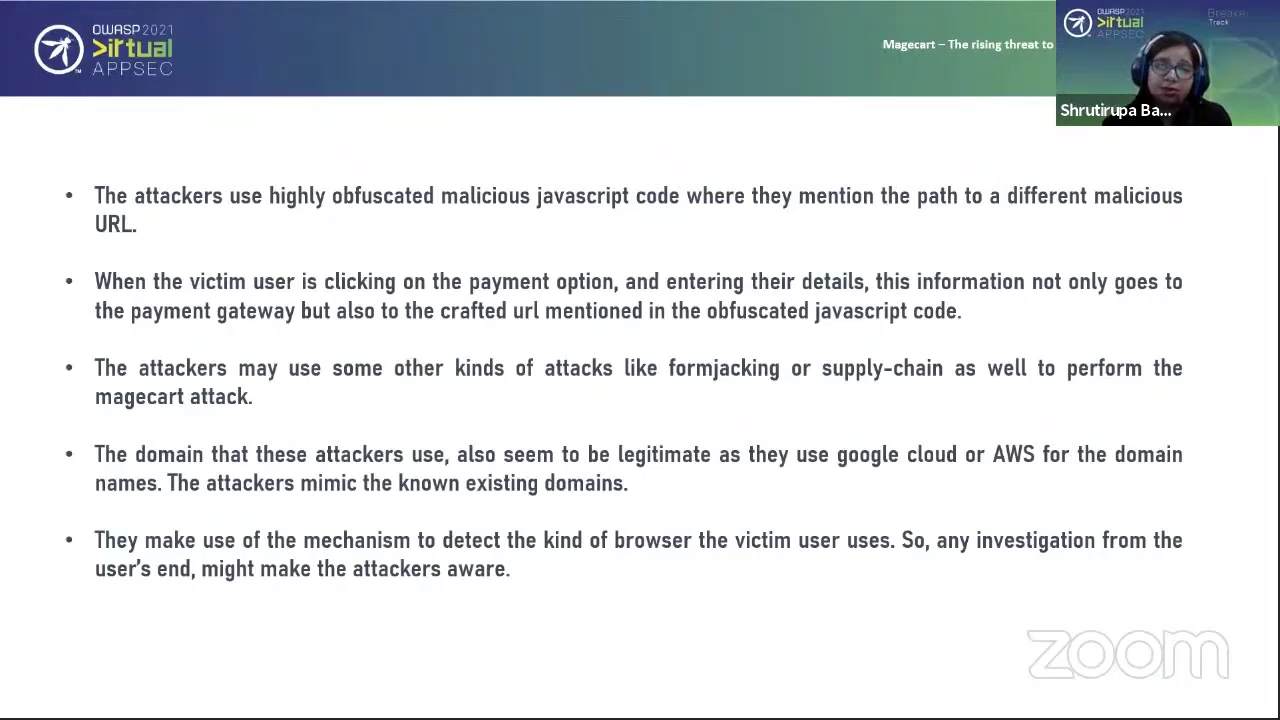 OWASP 2021
Virtual
APPSEC
Magecart – The rising threat to
OWASP 2021
Virtual
APPSEC
Breaker
Track
Shrutirupa Ba...
• The attackers use highly obfuscated malicious javascript code where they mention the path to a different malicious
URL.
• When the victim user is clicking on the payment option, and entering their details, this information not only goes to
the payment gateway but also to the crafted url mentioned in the obfuscated javascript code.
• The attackers may use some other kinds of attacks like formjacking or supply-chain as well to perform the
magecart attack.
• The domain that these attackers use, also seem to be legitimate as they use google cloud or AWS for the domain
names. The attackers mimic the known existing domains.
• They make use of the mechanism to detect the kind of browser the victim user uses. So, any investigation from the
user's end, might make the attackers aware.
zoom